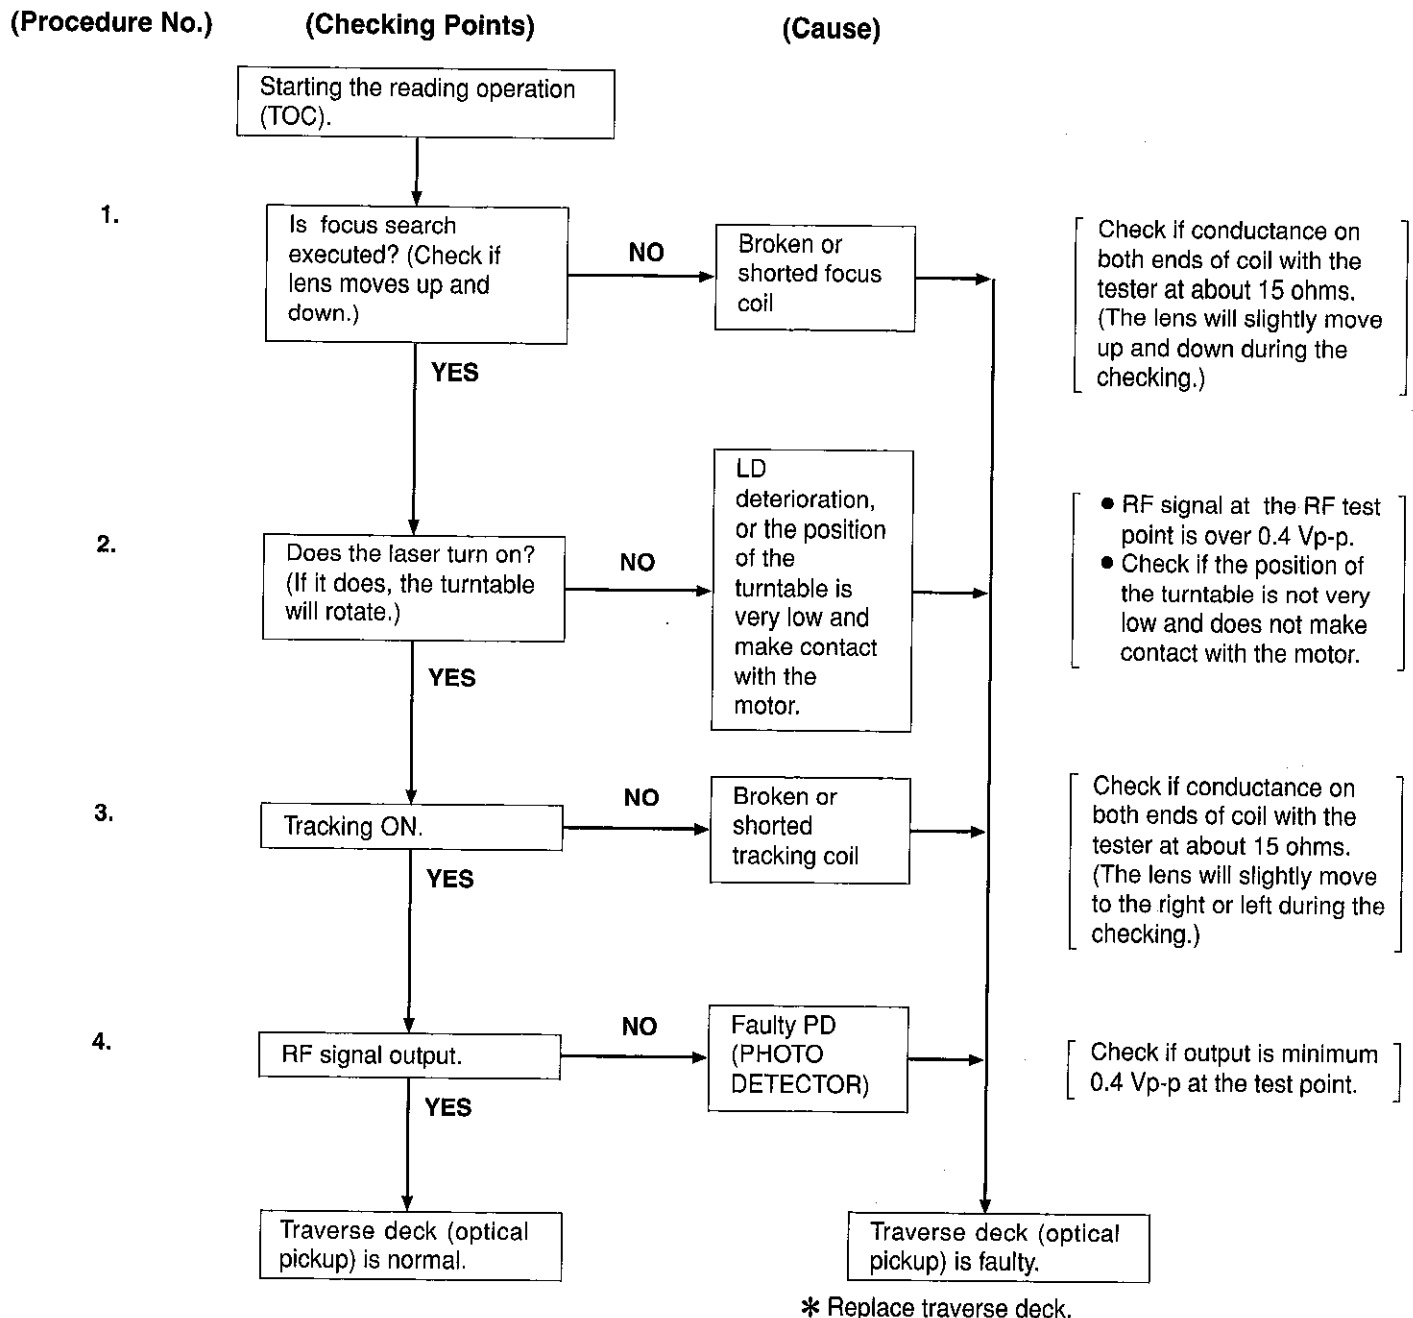 (Procedure No.)
(Checking Points)
(Cause)
Starting the reading operation
(TOC).
1.
Is focus search
executed? (Check if
lens moves up and
down.)
NO
Broken or
shorted focus
coil
Check if conductance on
both ends of coil with the
tester at about 15 ohms.
(The lens will slightly move
up and down during the
checking.)
YES
2.
Does the laser turn on?
(If it does, the turntable
will rotate.)
NO
LD
deterioration,
or the position
of the
turntable is
very low and
make contact
with the
motor.
● RF signal at the RF test
point is over 0.4 Vp-p.
● Check if the position of
the turntable is not very
low and does not make
contact with the motor.
YES
3.
Tracking ON.
NO
Broken or
shorted
tracking coil
Check if conductance on
both ends of coil with the
tester at about 15 ohms.
(The lens will slightly move
to the right or left during the
checking.)
YES
4.
RF signal output.
NO
Faulty PD
(PHOTO
DETECTOR)
Check if output is minimum
0.4 Vp-p at the test point.
YES
Traverse deck (optical
pickup) is normal.
Traverse deck (optical
pickup) is faulty.
* Replace traverse deck.